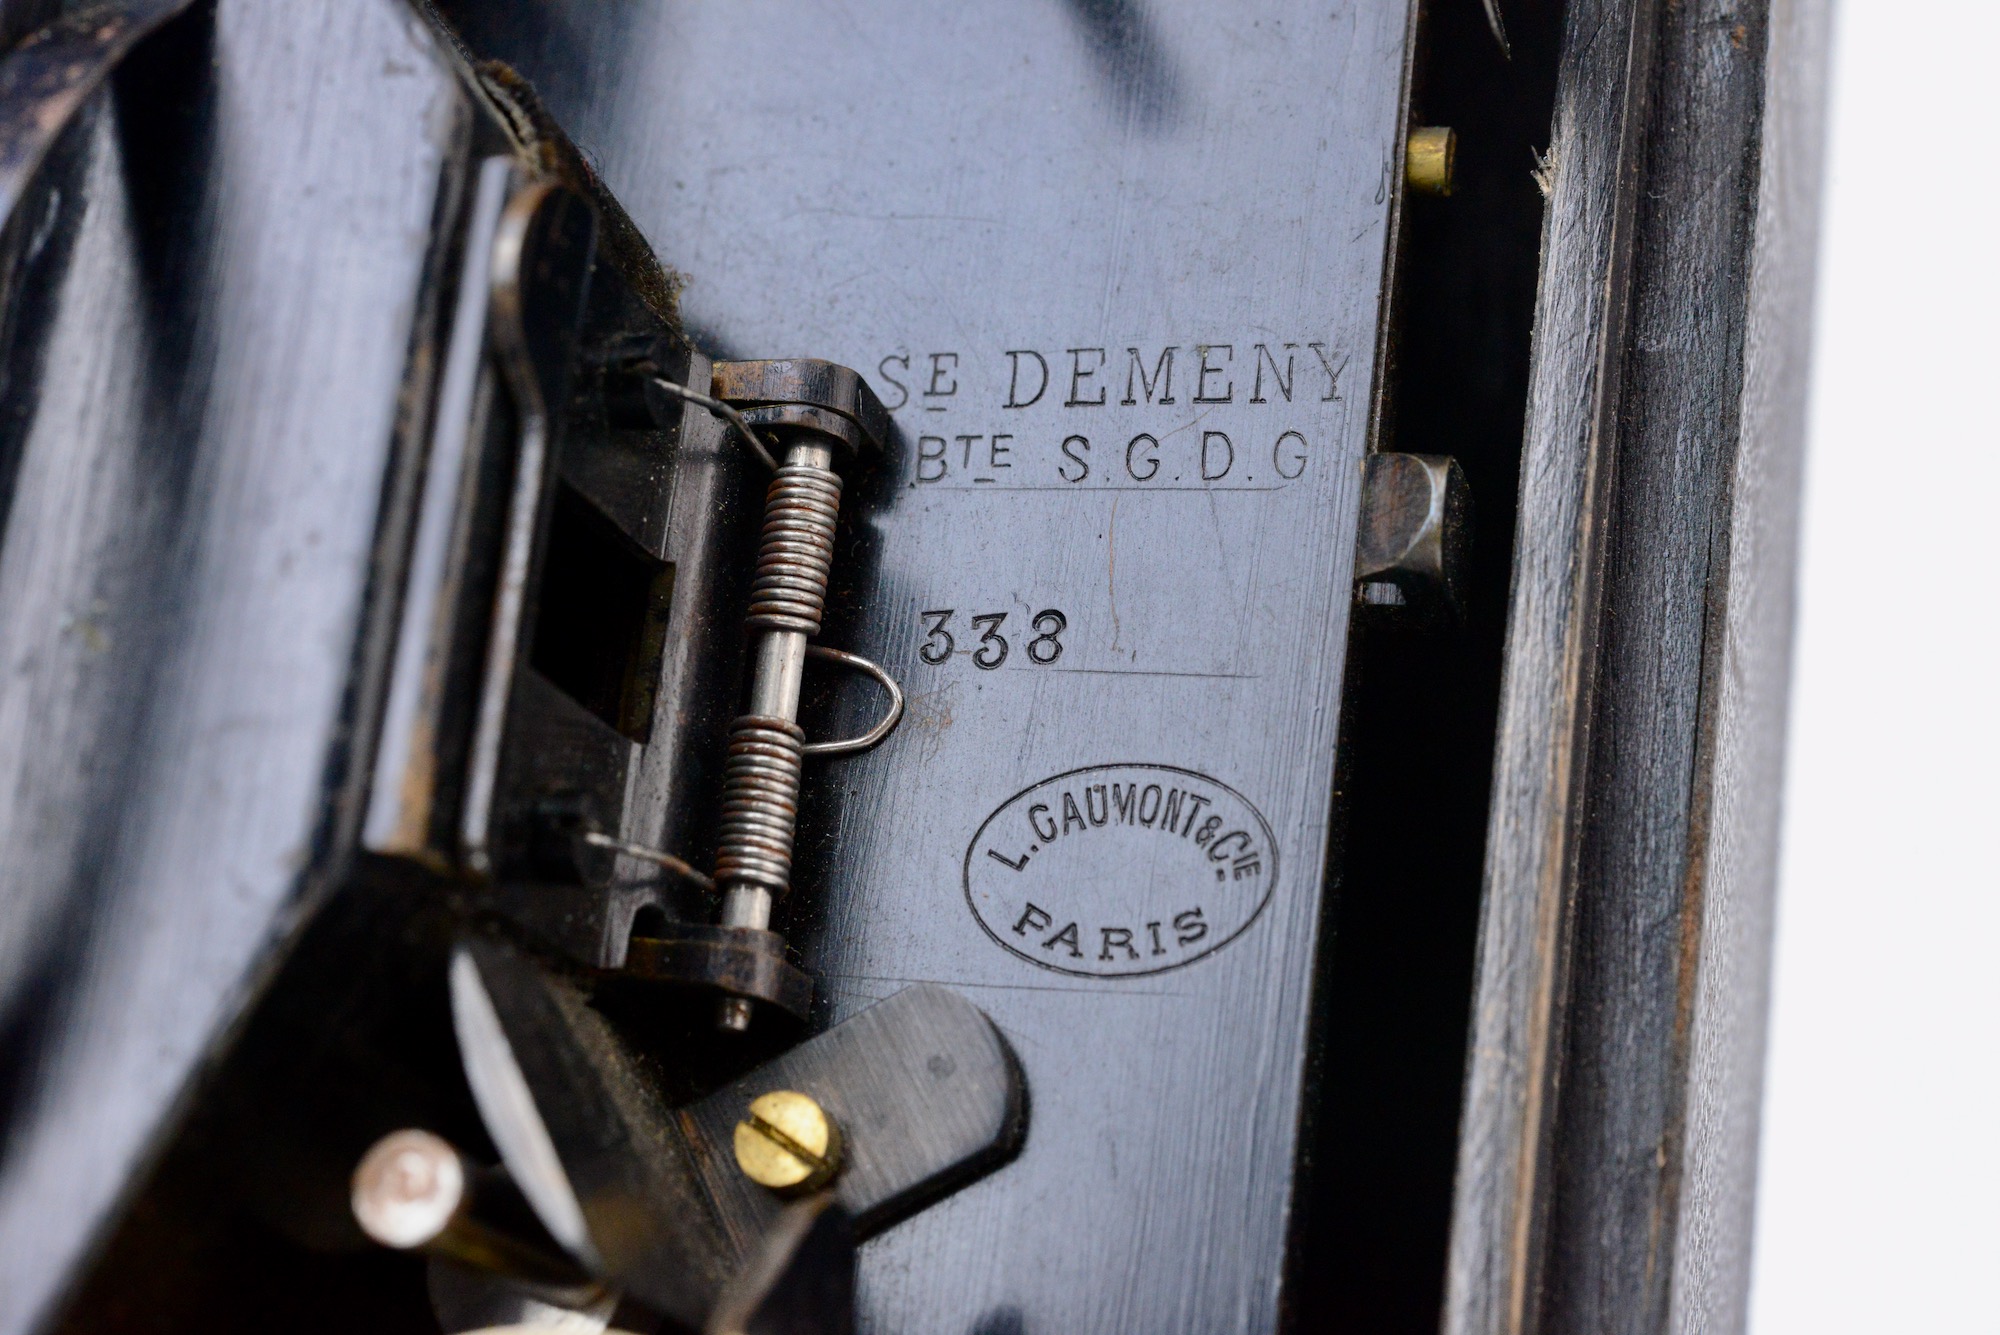 SE DEMENY
BTE S.G.D.G
338
L. GAUMONT & CIE
PARIS